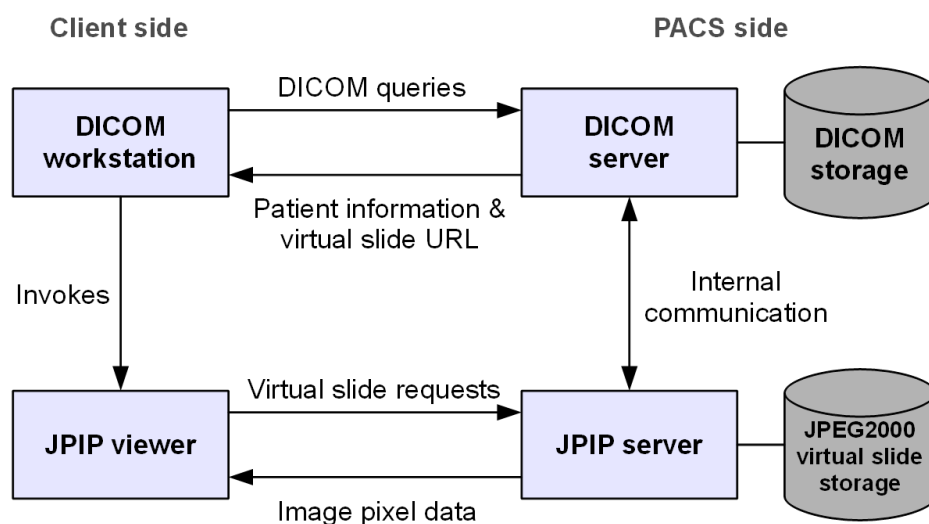 Client side
PACS side
DICOM queries
DICOM
workstation
DICOM
server
DICOM
storage
Patient information &
virtual slide URL
Invokes
Internal
communication
Virtual slide requests
JPIP viewer
JPIP server
JPEG2000
virtual slide
storage
Image pixel data